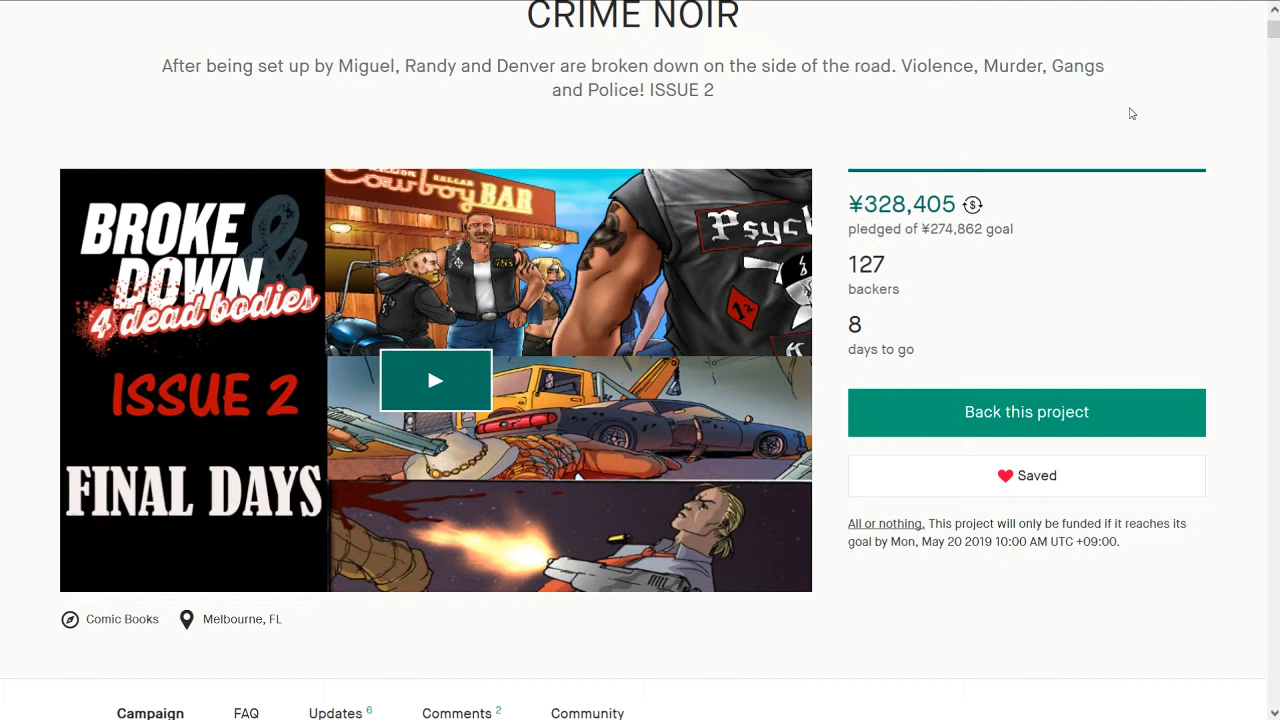 CRIME NOIR
After being set up by Miguel, Randy and Denver are broken down on the side of the road. Violence, Murder, Gangs
and Police! ISSUE 2
BROKE &
DOWN
4 dead bodies
ISSUE 2
FINAL DAYS
Cowboy BAR
¥328,405
pledged of ¥274,862 goal
127
backers
8
days to go
Back this project
Saved
All or nothing. This project will only be funded if it reaches its
goal by Mon, May 20 2019 10:00 AM UTC +09:00.
Comic Books
Melbourne, FL
Campaign
FAQ
Updates 6
Comments 2
Community